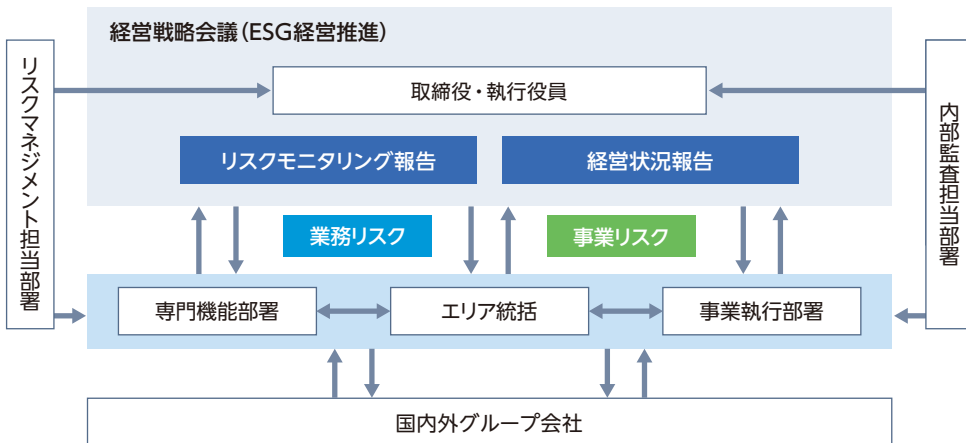 経営戦略会議(ESG経営推進)
リスクマネジメント担当部署
取締役・執行役員
内部監査担当部署
リスクモニタリング報告
経営状況報告
業務リスク
事業リスク
専門機能部署
エリア統括
事業執行部署
国内外グループ会社